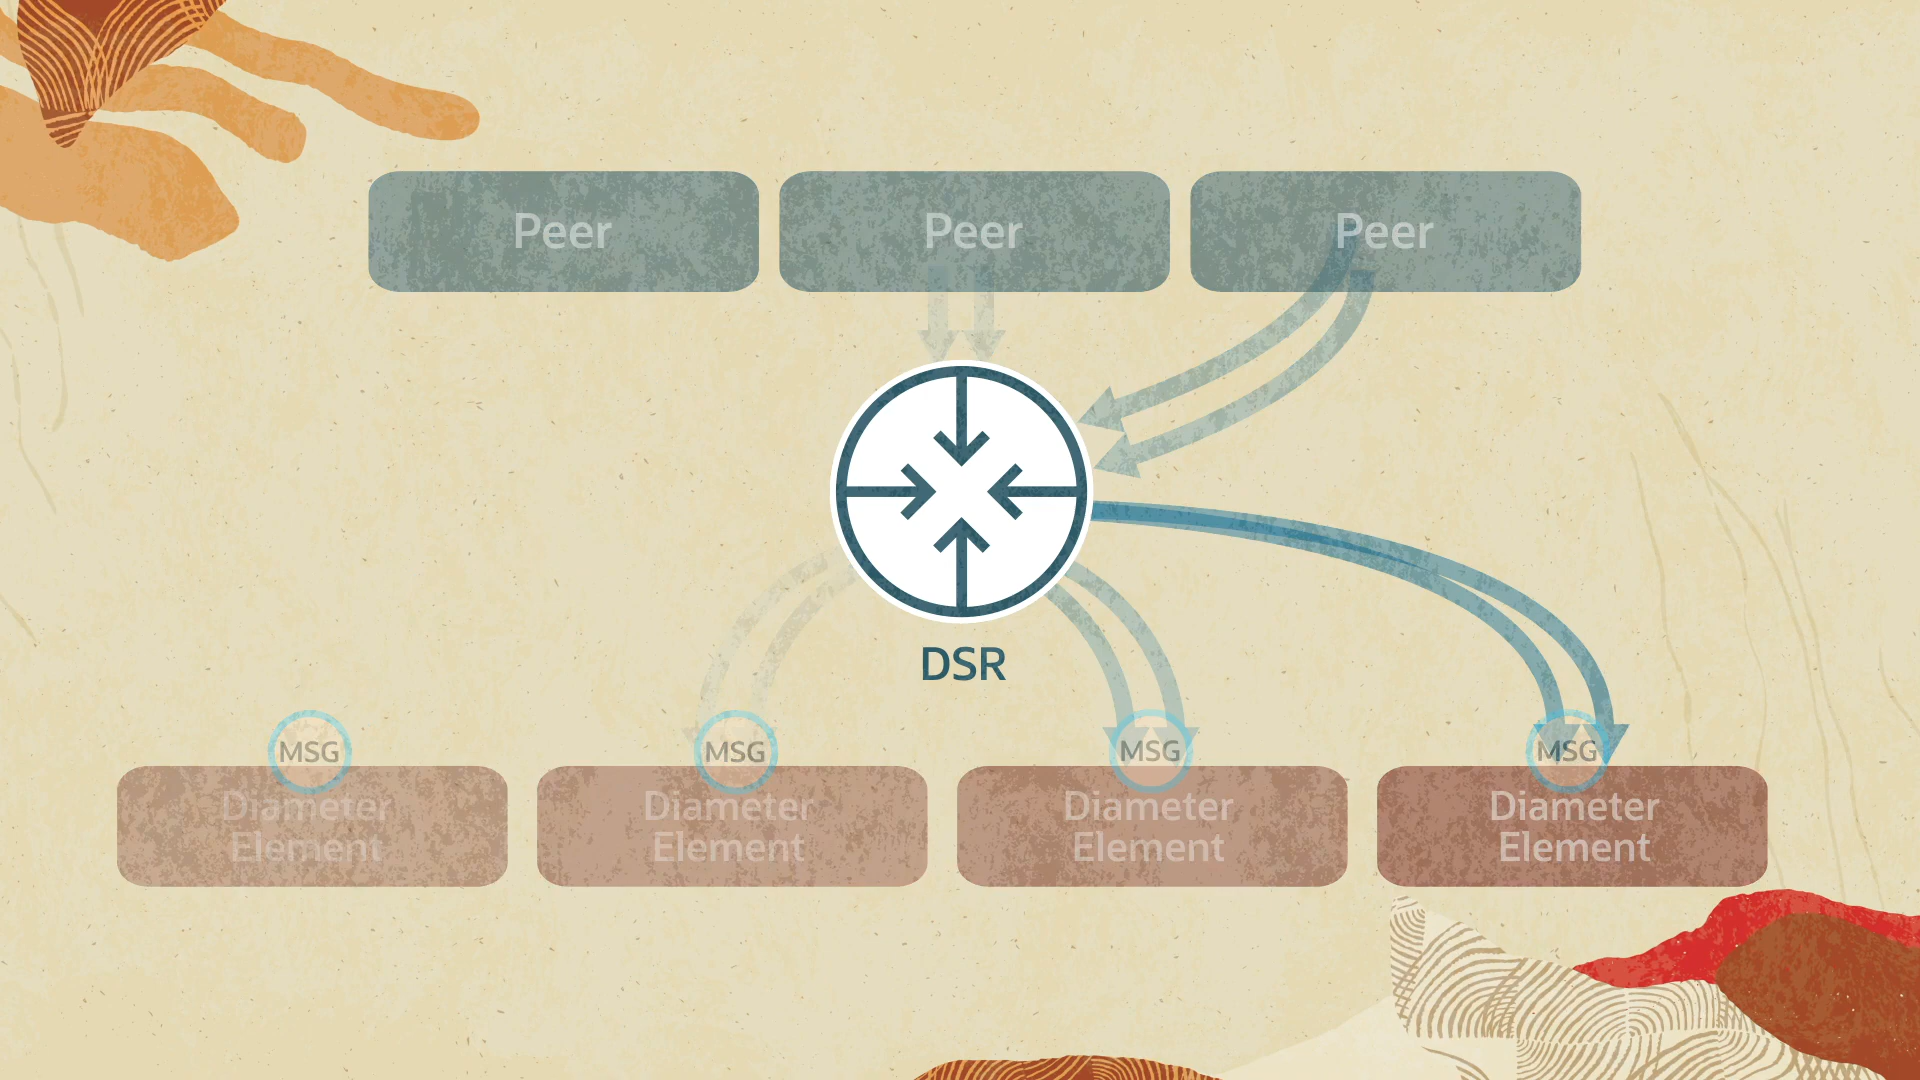 Peer
Peer
Peer
DSR
MSG
MSG
MSG
MSG
Diameter
Element
Diameter
Element
Diameter
Element
Diameter
Element